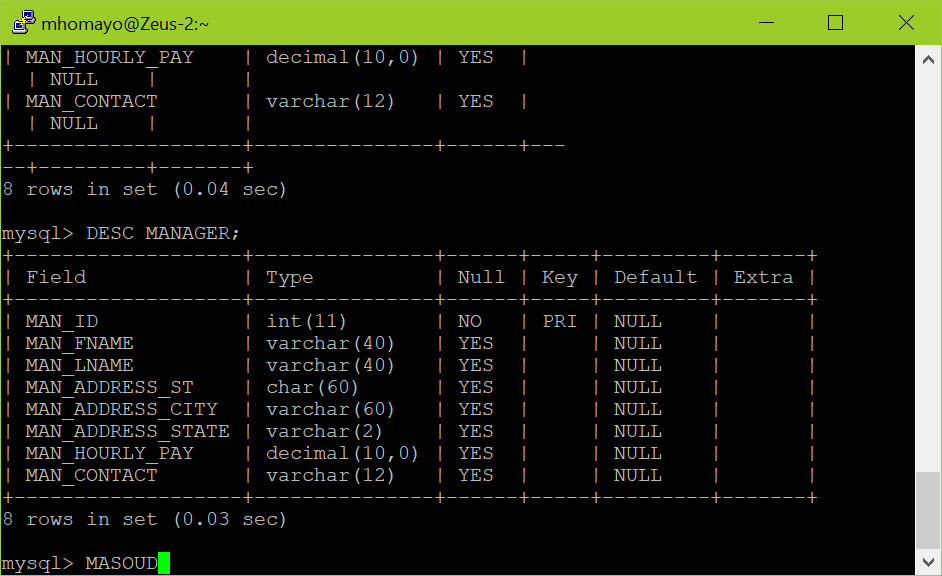 mhomayo@Zeus-2:~
| MAN_HOURLY_PAY    | decimal(10,0) | YES  |
  | NULL    |       |
| MAN_CONTACT       | varchar(12)   | YES  |
  | NULL    |       |
+-------------------+---------------+------+---
--+---------+-------+
8 rows in set (0.04 sec)
mysql> DESC MANAGER;
+-------------------+---------------+------+-----+---------+-------+
| Field             | Type          | Null | Key | Default | Extra |
+-------------------+---------------+------+-----+---------+-------+
| MAN_ID            | int(11)       | NO   | PRI | NULL    |       |
| MAN_FNAME         | varchar(40)   | YES  |     | NULL    |       |
| MAN_LNAME         | varchar(40)   | YES  |     | NULL    |       |
| MAN_ADDRESS_ST    | char(60)      | YES  |     | NULL    |       |
| MAN_ADDRESS_CITY  | varchar(60)   | YES  |     | NULL    |       |
| MAN_ADDRESS_STATE | varchar(2)    | YES  |     | NULL    |       |
| MAN_HOURLY_PAY    | decimal(10,0) | YES  |     | NULL    |       |
| MAN_CONTACT       | varchar(12)   | YES  |     | NULL    |       |
+-------------------+---------------+------+-----+---------+-------+
8 rows in set (0.03 sec)
mysql> MASOUD